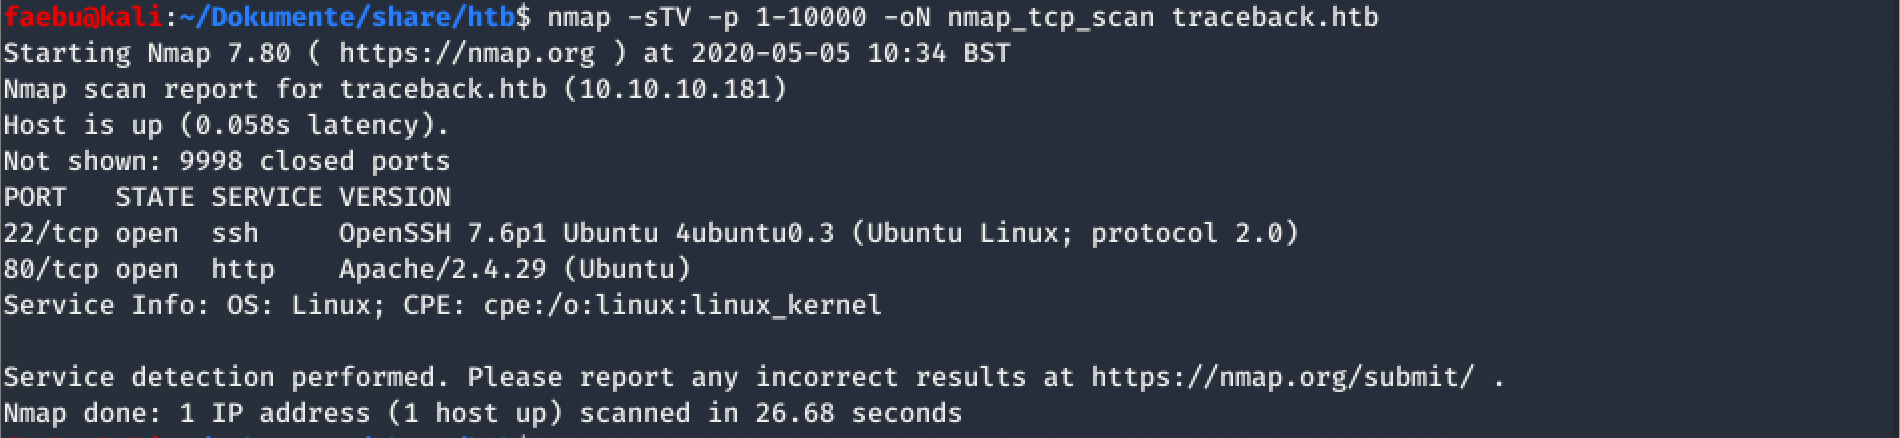 faebu@kali:~/Dokumente/share/htb$ nmap -sTV -p 1-10000 -oN nmap_tcp_scan traceback.htb
Starting Nmap 7.80 ( https://nmap.org ) at 2020-05-05 10:34 BST
Nmap scan report for traceback.htb (10.10.10.181)
Host is up (0.058s latency).
Not shown: 9998 closed ports
PORT   STATE SERVICE VERSION
22/tcp open  ssh     OpenSSH 7.6p1 Ubuntu 4ubuntu0.3 (Ubuntu Linux; protocol 2.0)
80/tcp open  http    Apache/2.4.29 (Ubuntu)
Service Info: OS: Linux; CPE: cpe:/o:linux:linux_kernel
Service detection performed. Please report any incorrect results at https://nmap.org/submit/ .
Nmap done: 1 IP address (1 host up) scanned in 26.68 seconds